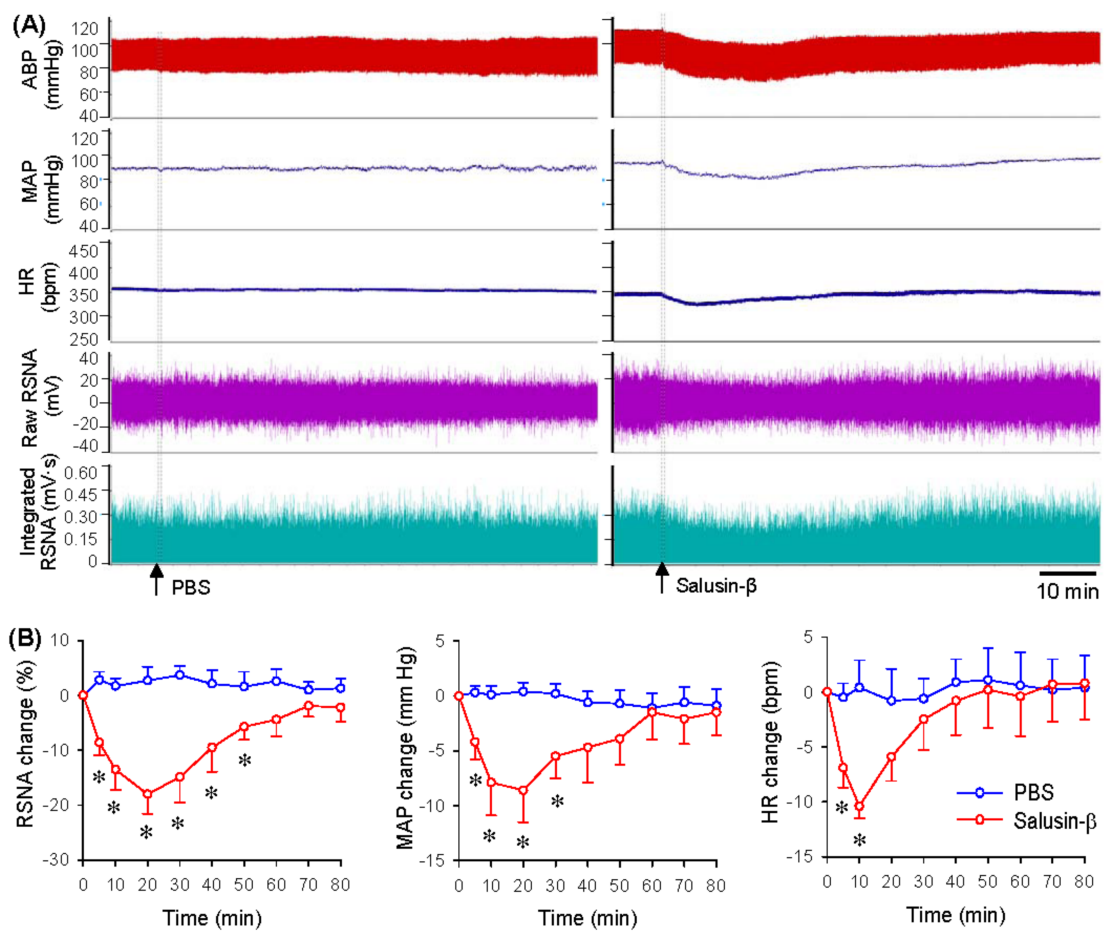 (A)
ABP
(mmHg)
120
100
80
60
40
MAP
(mmHg)
120
100
80
60
40
HR
(bpm)
450
400
350
300
250
Raw RSNA
(mV)
40
20
0
-20
-40
Integrated
RSNA (mV·s)
0.60
0.45
0.30
0.15
0
PBS
Salusin-β
10 min
(B)
RSNA change (%)
10
0
-10
-20
-30
* * * * * *
0 10 20 30 40 50 60 70 80
Time (min)
MAP change (mm Hg)
5
0
-5
-10
-15
* * * *
0 10 20 30 40 50 60 70 80
Time (min)
HR change (bpm)
5
0
-5
-10
-15
* *
PBS
Salusin-β
0 10 20 30 40 50 60 70 80
Time (min)